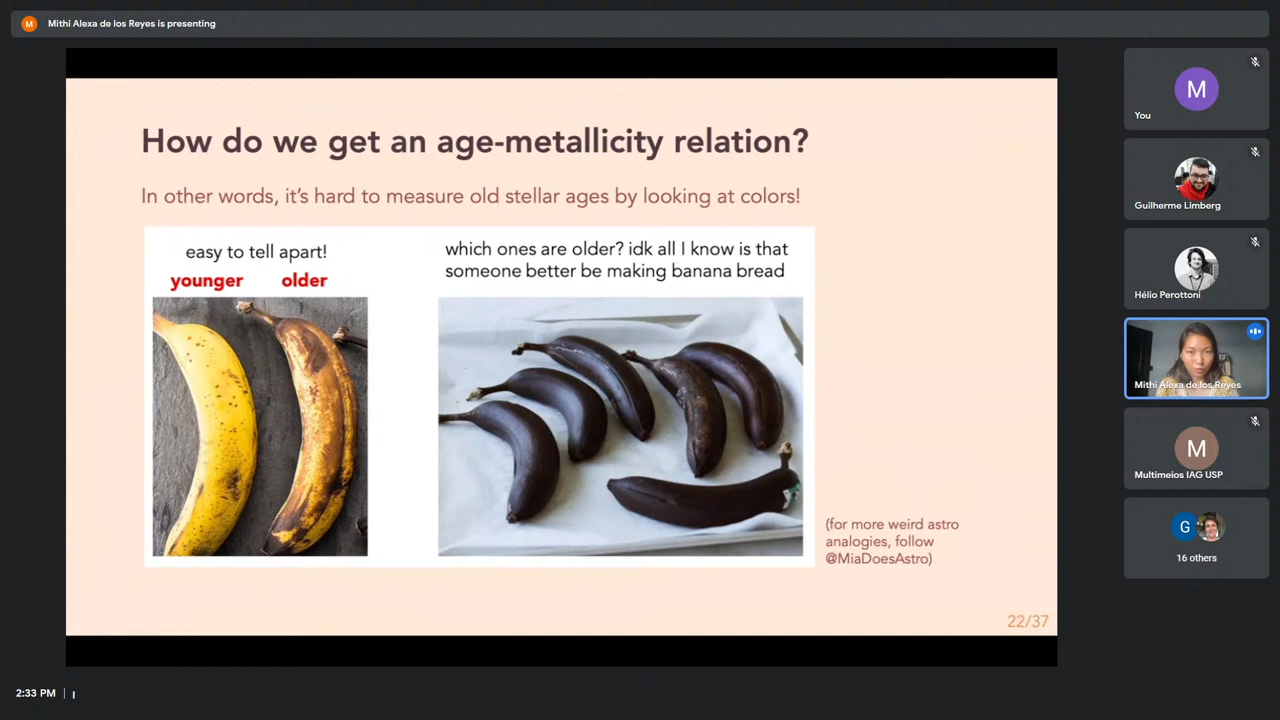 M
Mithi Alexa de los Reyes is presenting
How do we get an age-metallicity relation?
In other words, it's hard to measure old stellar ages by looking at colors!
easy to tell apart!
younger older
which ones are older? idk all I know is that
someone better be making banana bread
(for more weird astro
analogies, follow
@MiaDoesAstro)
22/37
M
You
Guilherme Limberg
Hélio Perottoni
Mithi Alexa de los Reyes
M
Multimeios IAG USP
G
16 others
2:33 PM